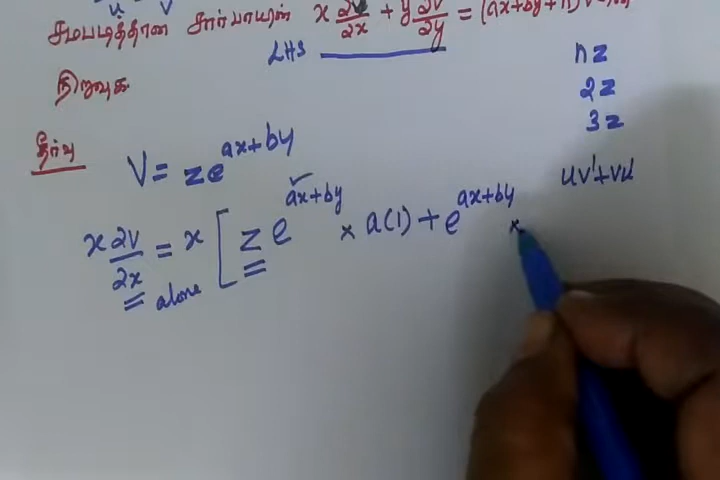 u v
சமபடித்தான சார்பாயின் x ∂v/∂x + y ∂v/∂y = (ax+by+n)v
LHS
நிறுவுக
nz
2z
3z
தீர்வு
V = ze^{ax+by}
uv'+vu'
x ∂v/∂x = x [ z e^{ax+by} × a(1) + e^{ax+by} ×
alone